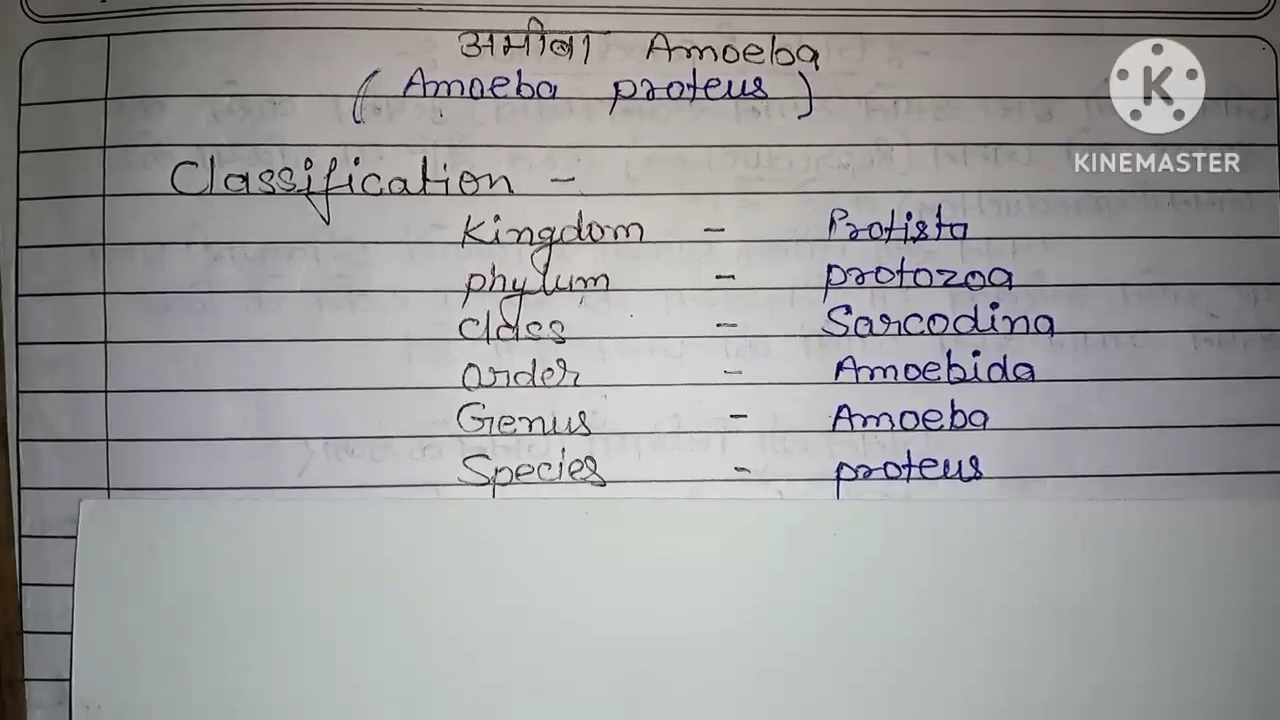 अमीबा Amoeba
(Amoeba proteus)
KINEMASTER
Classification -
Kingdom - Protista
phylum - protozoa
class - Sarcodina
order - Amoebida
Genus - Amoeba
Species - proteus